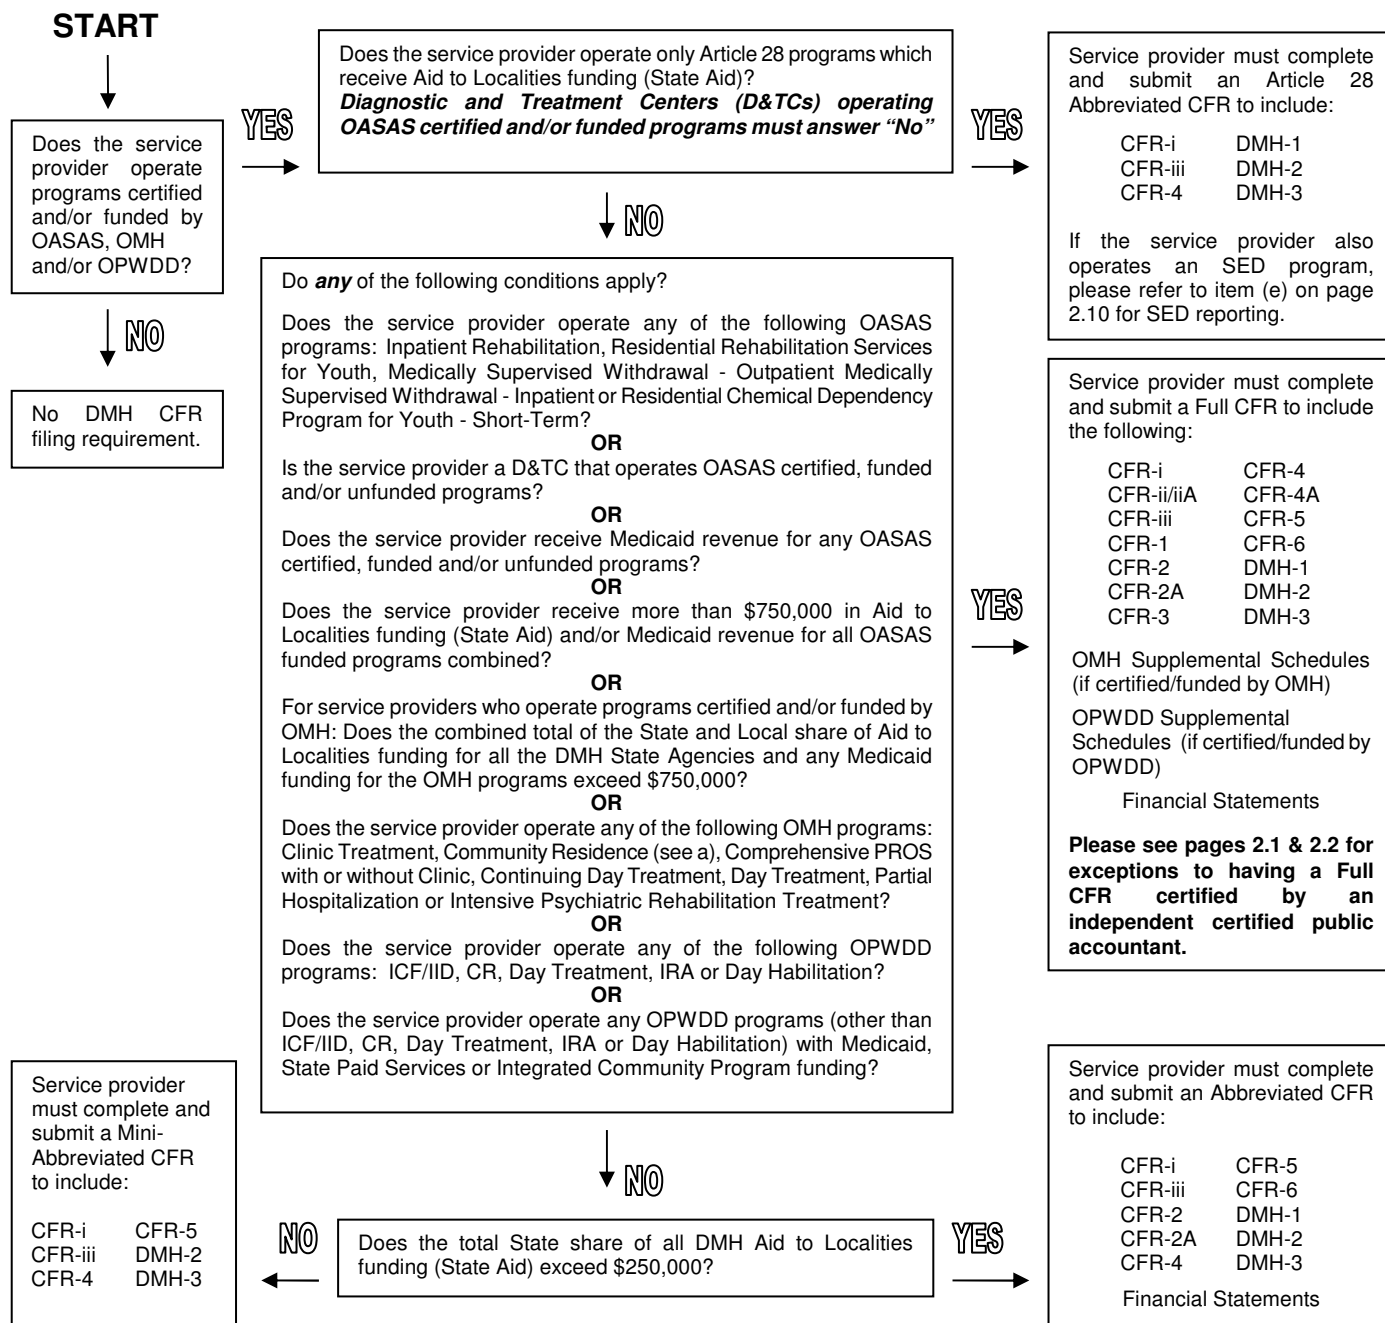 START
Does the service
provider operate
programs certified
and/or funded by
OASAS, OMH
and/or OPWDD?
YES
NO
No DMH CFR
filing requirement.
Does the service provider operate only Article 28 programs which
receive Aid to Localities funding (State Aid)?
Diagnostic and Treatment Centers (D&TCs) operating
OASAS certified and/or funded programs must answer “No”
YES
NO
Service provider must complete
and submit an Article 28
Abbreviated CFR to include:
CFR-i DMH-1
CFR-iii DMH-2
CFR-4 DMH-3
If the service provider also
operates an SED program,
please refer to item (e) on page
2.10 for SED reporting.
Do any of the following conditions apply?
Does the service provider operate any of the following OASAS
programs: Inpatient Rehabilitation, Residential Rehabilitation Services
for Youth, Medically Supervised Withdrawal - Outpatient Medically
Supervised Withdrawal - Inpatient or Residential Chemical Dependency
Program for Youth - Short-Term?
OR
Is the service provider a D&TC that operates OASAS certified, funded
and/or unfunded programs?
OR
Does the service provider receive Medicaid revenue for any OASAS
certified, funded and/or unfunded programs?
OR
Does the service provider receive more than $750,000 in Aid to
Localities funding (State Aid) and/or Medicaid revenue for all OASAS
funded programs combined?
OR
For service providers who operate programs certified and/or funded by
OMH: Does the combined total of the State and Local share of Aid to
Localities funding for all the DMH State Agencies and any Medicaid
funding for the OMH programs exceed $750,000?
OR
Does the service provider operate any of the following OMH programs:
Clinic Treatment, Community Residence (see a), Comprehensive PROS
with or without Clinic, Continuing Day Treatment, Day Treatment, Partial
Hospitalization or Intensive Psychiatric Rehabilitation Treatment?
OR
Does the service provider operate any of the following OPWDD
programs: ICF/IID, CR, Day Treatment, IRA or Day Habilitation?
OR
Does the service provider operate any OPWDD programs (other than
ICF/IID, CR, Day Treatment, IRA or Day Habilitation) with Medicaid,
State Paid Services or Integrated Community Program funding?
YES
NO
Service provider must complete
and submit a Full CFR to include
the following:
CFR-i CFR-4
CFR-ii/iiA CFR-4A
CFR-iii CFR-5
CFR-1 CFR-6
CFR-2 DMH-1
CFR-2A DMH-2
CFR-3 DMH-3
OMH Supplemental Schedules
(if certified/funded by OMH)
OPWDD Supplemental
Schedules (if certified/funded by
OPWDD)
Financial Statements
Please see pages 2.1 & 2.2 for
exceptions to having a Full
CFR certified by an
independent certified public
accountant.
Does the total State share of all DMH Aid to Localities
funding (State Aid) exceed $250,000?
NO
YES
Service provider
must complete and
submit a Mini-
Abbreviated CFR
to include:
CFR-i CFR-5
CFR-iii DMH-2
CFR-4 DMH-3
Service provider must complete
and submit an Abbreviated CFR
to include:
CFR-i CFR-5
CFR-iii CFR-6
CFR-2 DMH-1
CFR-2A DMH-2
CFR-4 DMH-3
Financial Statements